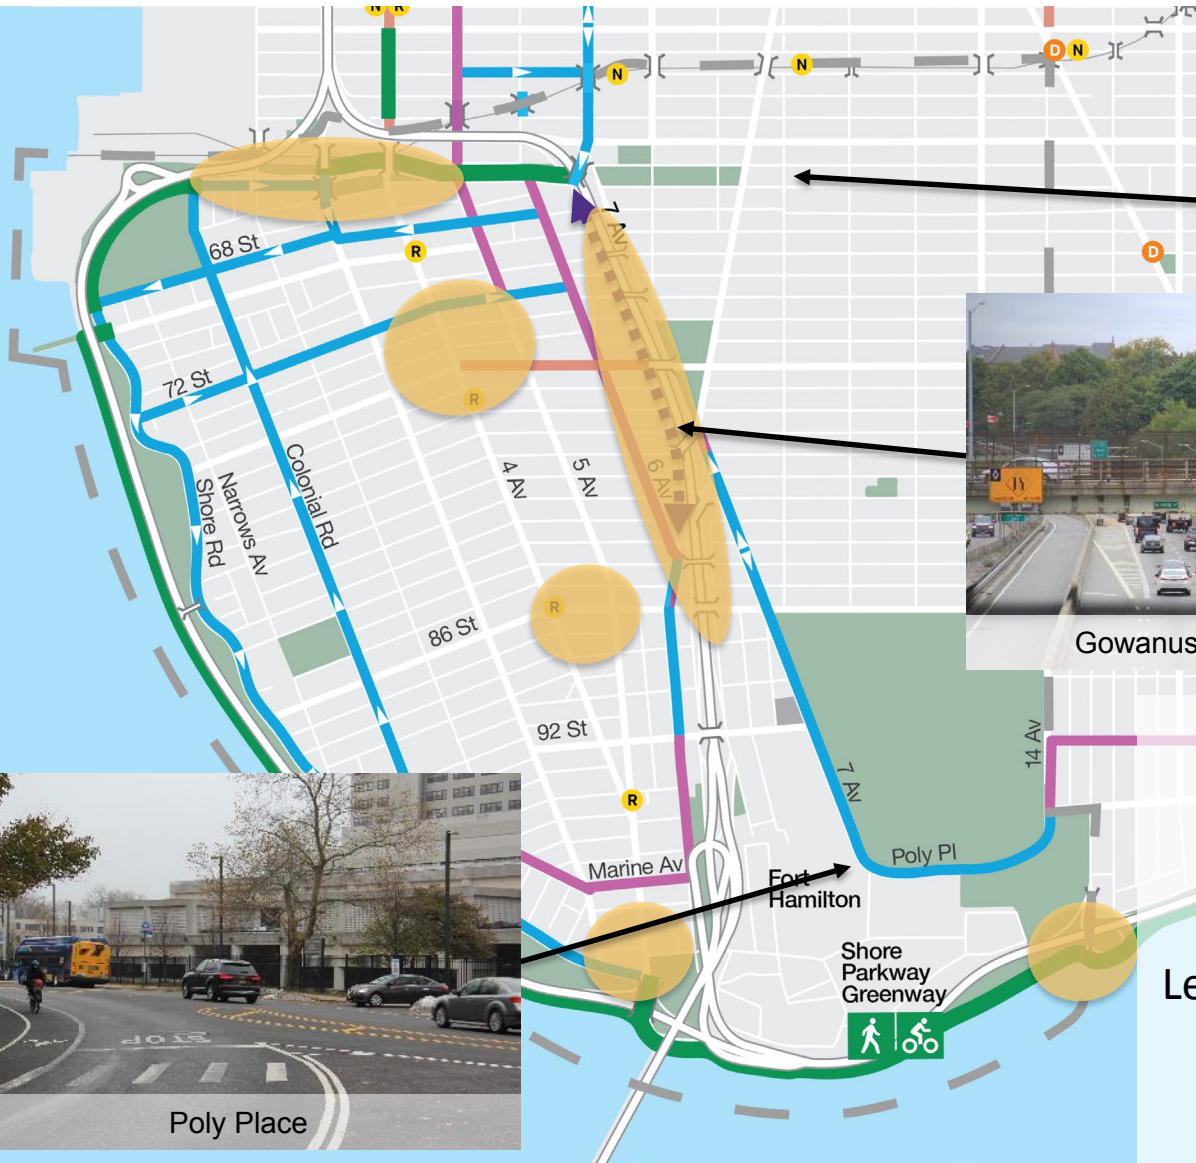 N R
D N
N
N
7 Av
68 St
R
D
72 St
R
Colonial Rd
4 Av
5 Av
6 Av
Narrows Av
Shore Rd
R
86 St
Gowanus
92 St
14 Av
7 Av
R
Poly Pl
Marine Av
Fort
Hamilton
Shore
Parkway
Greenway
Le
STOP
Poly Place